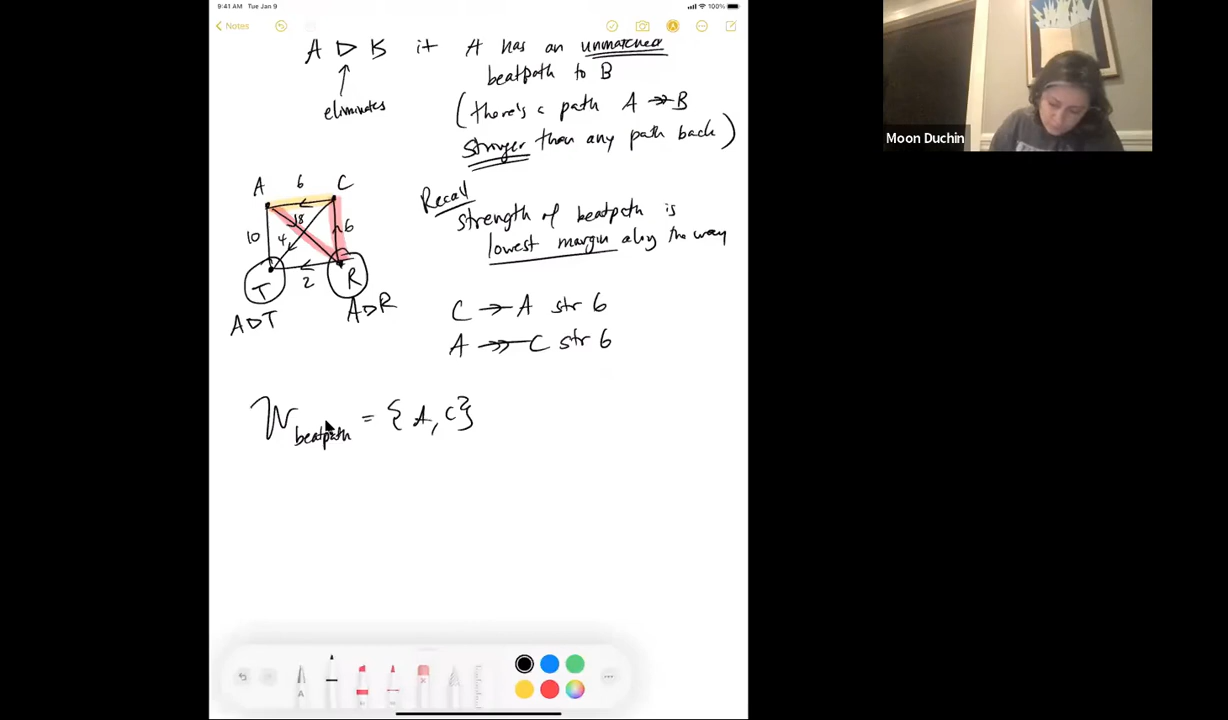 9:41 AM Tue Jan 9
100%
Notes
A ▷ B if A has an unmatched
beatpath to B
eliminates
(there's a path A ↠ B
stronger than any path back)
Moon Duchin
A 6 C
Recall
strength of beatpath is
lowest margin along the way
10 4 18 6
T 2 R
A▷T A▷R
C ↠ A str 6
A ↠ C str 6
W beatpath = {A, C}